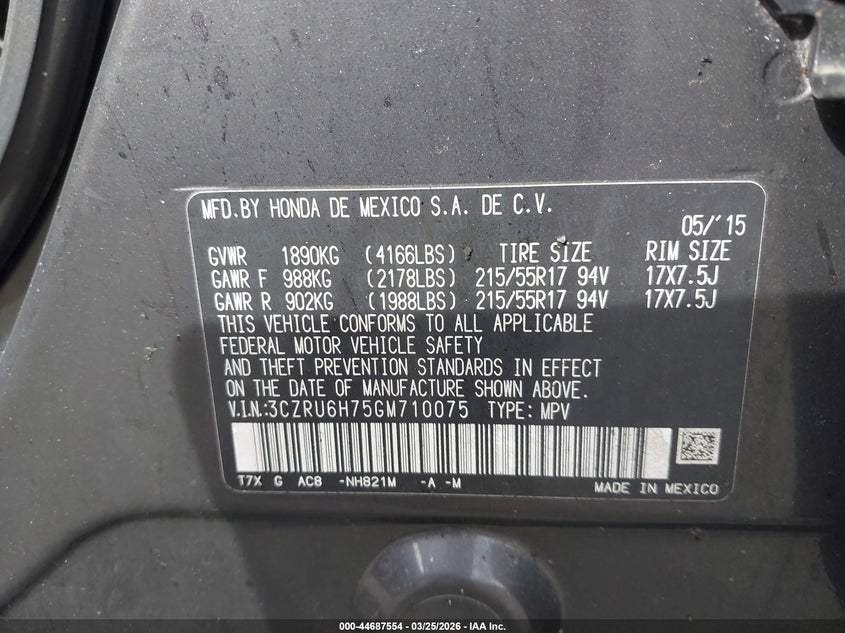 MFD.BY HONDA DE MEXICO S.A. DE C.V.
05/'15
GVWR 1890KG (4166LBS) TIRE SIZE RIM SIZE
GAWR F 988KG (2178LBS) 215/55R17 94V 17X7.5J
GAWR R 902KG (1988LBS) 215/55R17 94V 17X7.5J
THIS VEHICLE CONFORMS TO ALL APPLICABLE
FEDERAL MOTOR VEHICLE SAFETY
AND THEFT PREVENTION STANDARDS IN EFFECT
ON THE DATE OF MANUFACTURE SHOWN ABOVE.
V.I.N.:3CZRU6H75GM710075 TYPE: MPV
T7X G AC8 -NH821M -A -M
MADE IN MEXICO
000-44687554 - 03/25/2026 - IAA Inc.